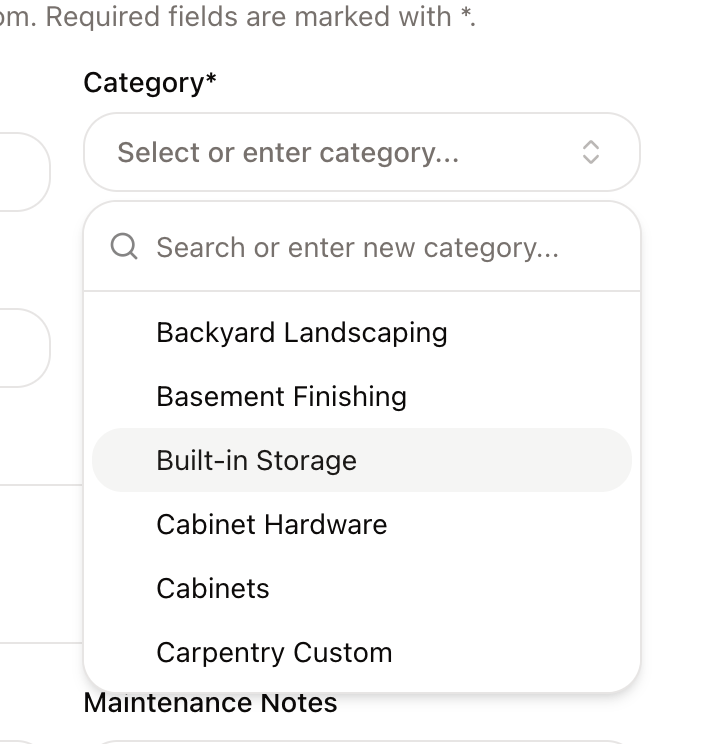 om. Required fields are marked with *.
Category*
Select or enter category...
Search or enter new category...
Backyard Landscaping
Basement Finishing
Built-in Storage
Cabinet Hardware
Cabinets
Carpentry Custom
Maintenance Notes